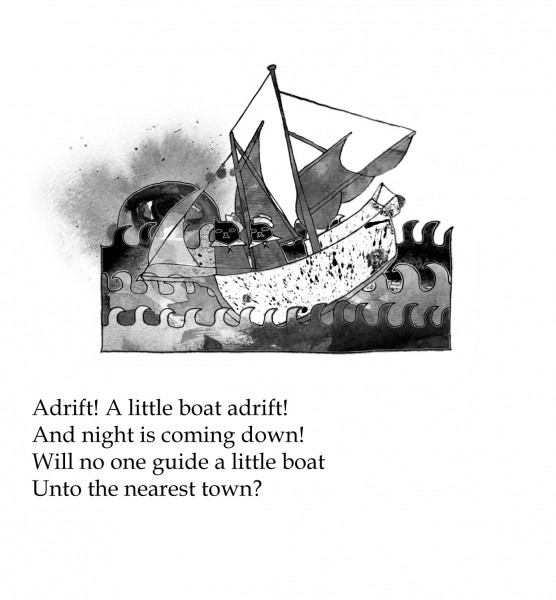 Adrift! A little boat adrift!
And night is coming down!
Will no one guide a little boat
Unto the nearest town?